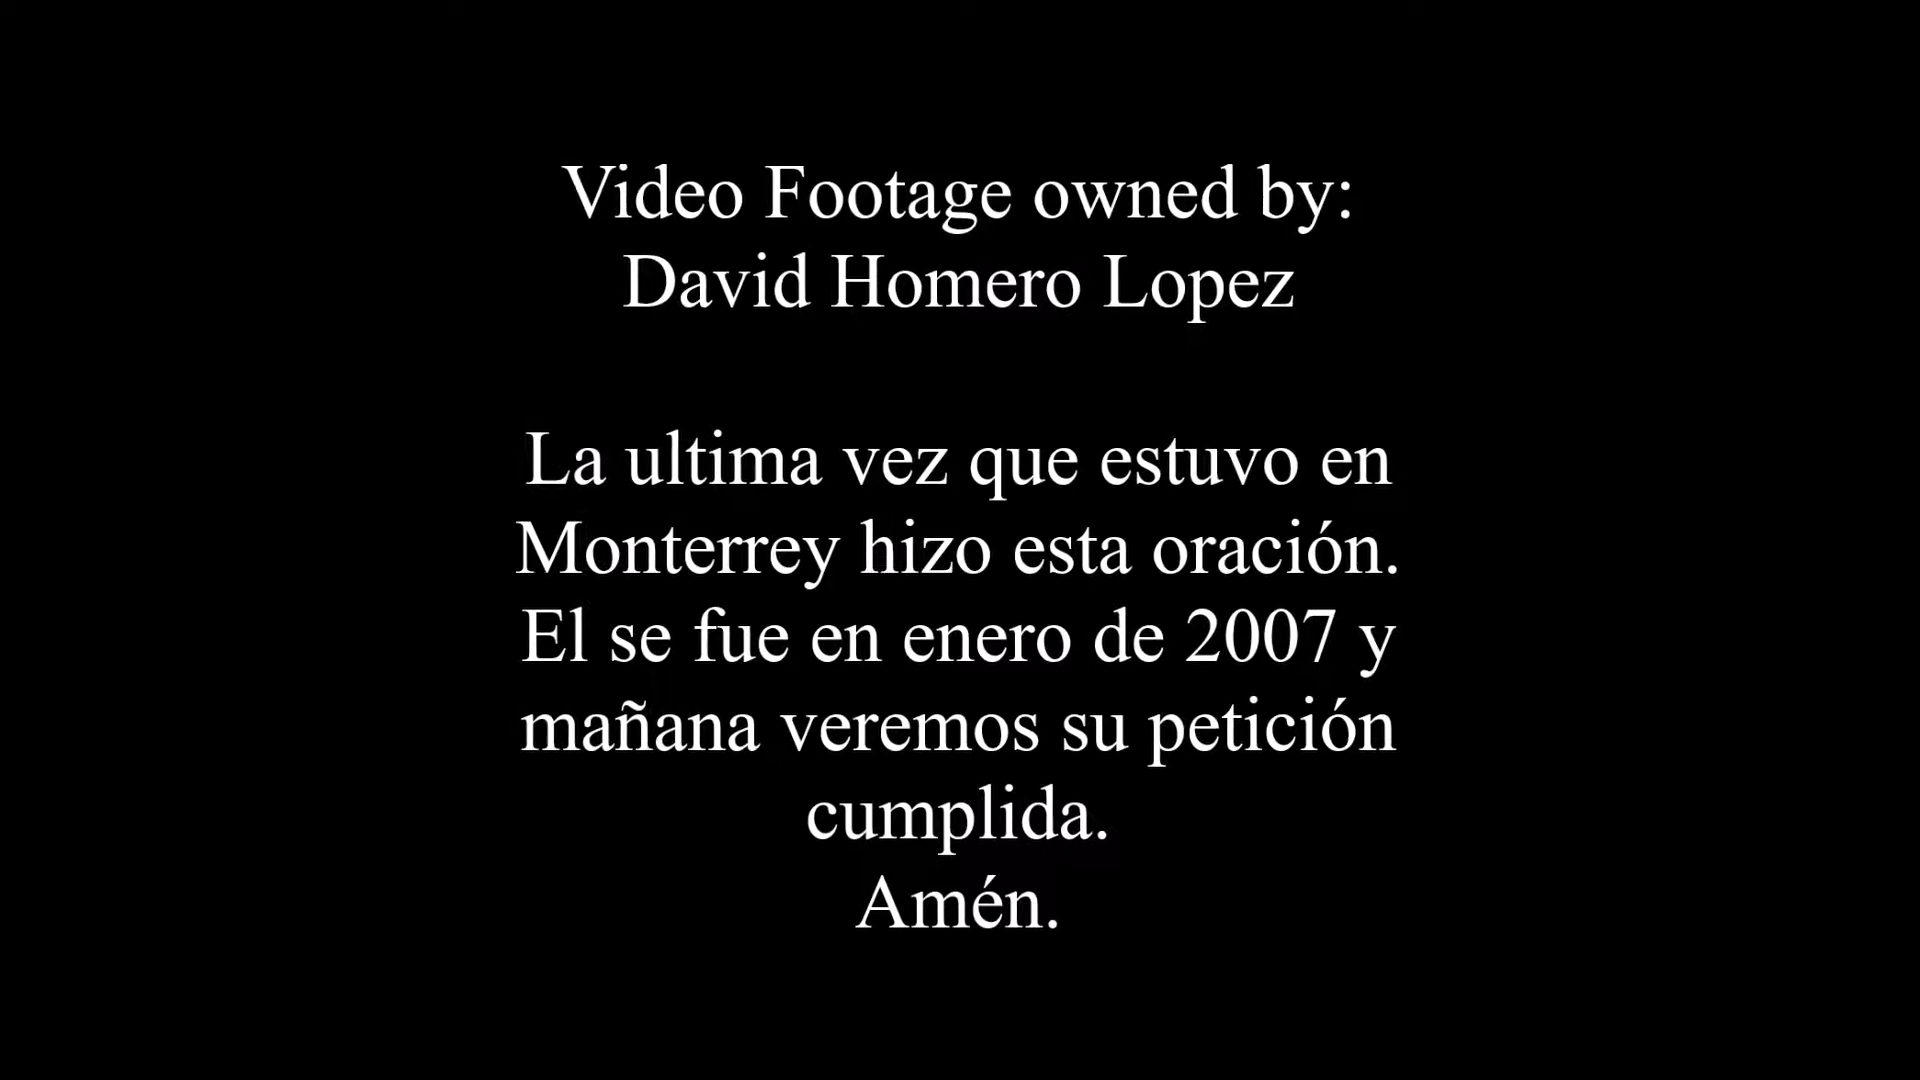 Video Footage owned by:
David Homero Lopez
La ultima vez que estuvo en
Monterrey hizo esta oración.
El se fue en enero de 2007 y
mañana veremos su petición
cumplida.
Amén.